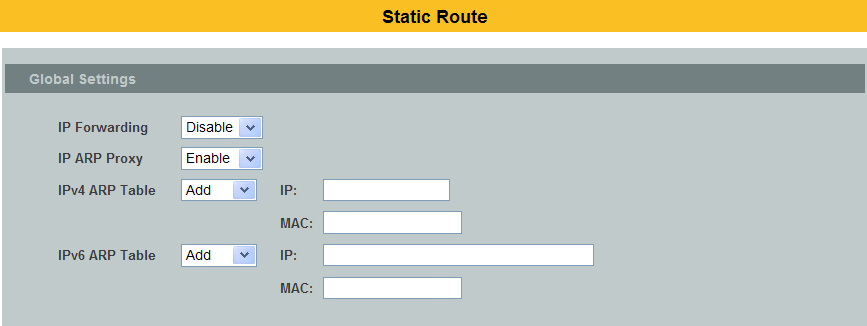 Static Route
Global Settings
IP Forwarding Disable
IP ARP Proxy Enable
IPv4 ARP Table Add IP:
MAC:
IPv6 ARP Table Add IP:
MAC: